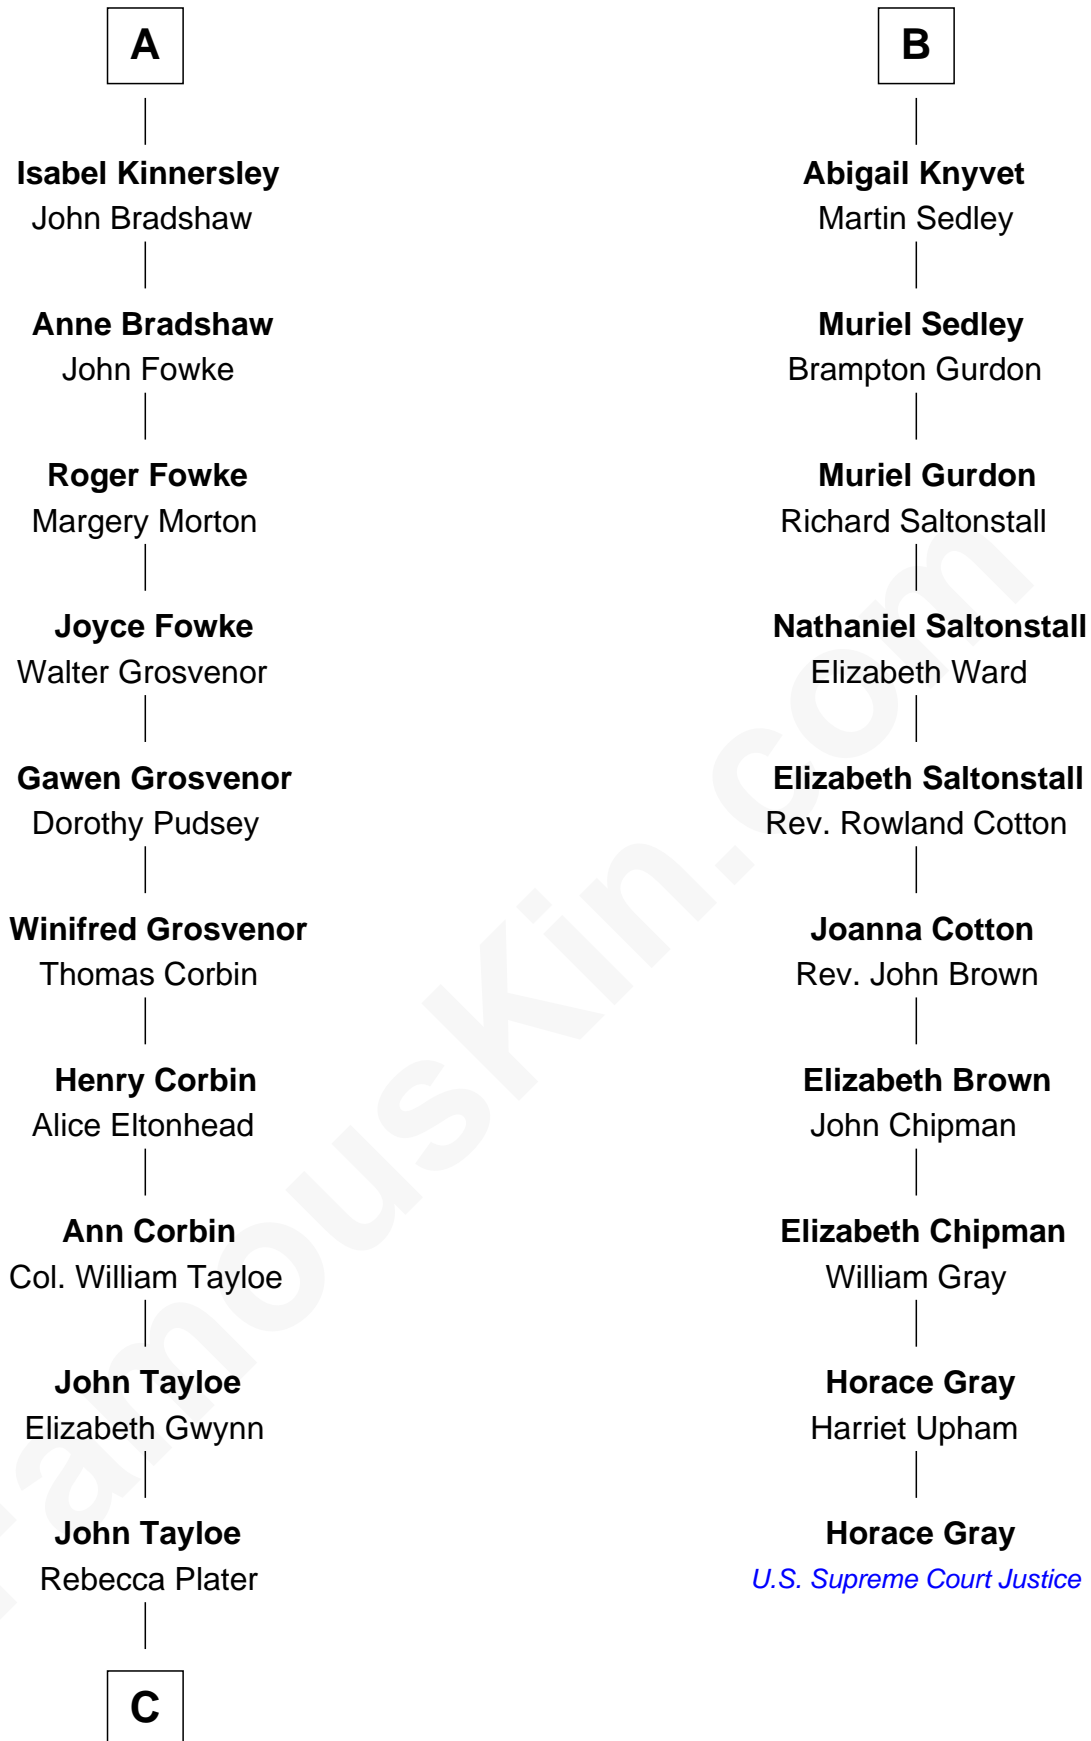 A
Isabel Kinnersley
John Bradshaw
Anne Bradshaw
John Fowke
Roger Fowke
Margery Morton
Joyce Fowke
Walter Grosvenor
Gawen Grosvenor
Dorothy Pudsey
Winifred Grosvenor
Thomas Corbin
Henry Corbin
Alice Eltonhead
Ann Corbin
Col. William Tayloe
John Tayloe
Elizabeth Gwynn
John Tayloe
Rebecca Plater
C
B
Abigail Knyvet
Martin Sedley
Muriel Sedley
Brampton Gurdon
Muriel Gurdon
Richard Saltonstall
Nathaniel Saltonstall
Elizabeth Ward
Elizabeth Saltonstall
Rev. Rowland Cotton
Joanna Cotton
Rev. John Brown
Elizabeth Brown
John Chipman
Elizabeth Chipman
William Gray
Horace Gray
Harriet Upham
Horace Gray
U.S. Supreme Court Justice
FamousKin.com